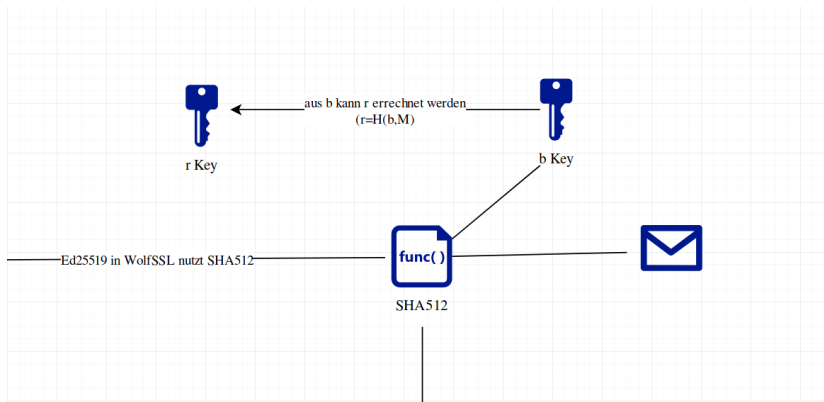 aus b kann r errechnet werden
(r=H(b,M)
r Key
b Key
Ed25519 in WolfSSL nutzt SHA512
func( )
SHA512